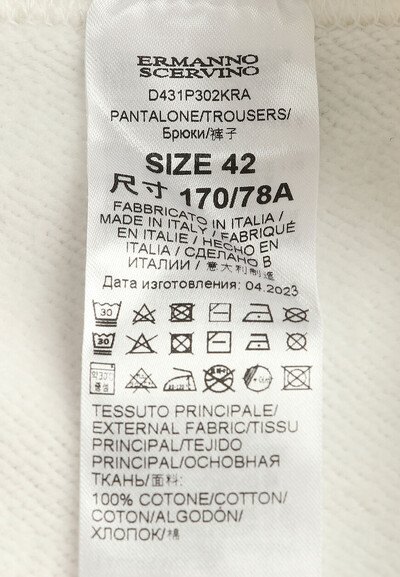 ERMANNO
SCERVINO
D431P302KRA
PANTALONE/TROUSERS/
Брюки/裤子
SIZE 42
尺寸 170/78A
FABBRICATO IN ITALIA /
MADE IN ITALY / FABRIQUÉ
EN ITALIE / HECHO EN
ITALIA / СДЕЛАНО В
ИТАЛИИ / 意大利制造
Дата изготовления: 04.2023
30
30
TESSUTO PRINCIPALE/
EXTERNAL FABRIC/TISSU
PRINCIPAL/TEJIDO
PRINCIPAL/ОСНОВНАЯ
ТКАНЬ/面料:
100% COTONE/COTTON/
COTON/ALGODÓN/
ХЛОПОК/棉